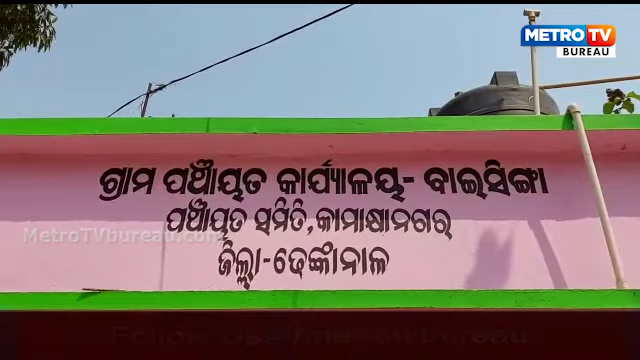 METRO TV
BUREAU
ଗ୍ରାମ ପଞ୍ଚାୟତ କାର୍ଯ୍ୟାଳୟ- ବାଇସିଙ୍ଗା
ପଞ୍ଚାୟତ ସମିତି,କାମାକ୍ଷାନଗର
MetroTVbureau.com
ଜିଲ୍ଲା-ଢେଙ୍କାନାଳ